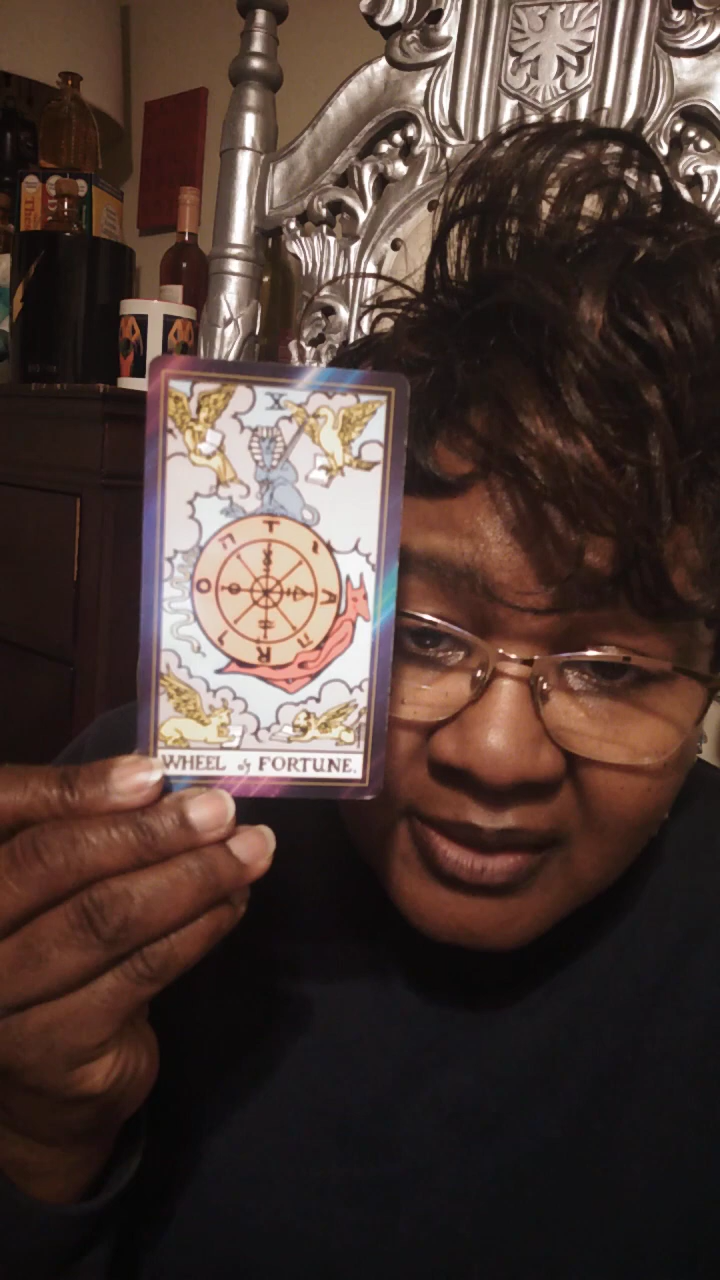 X
T
ה י
O A
ו ה
R
WHEEL of FORTUNE.